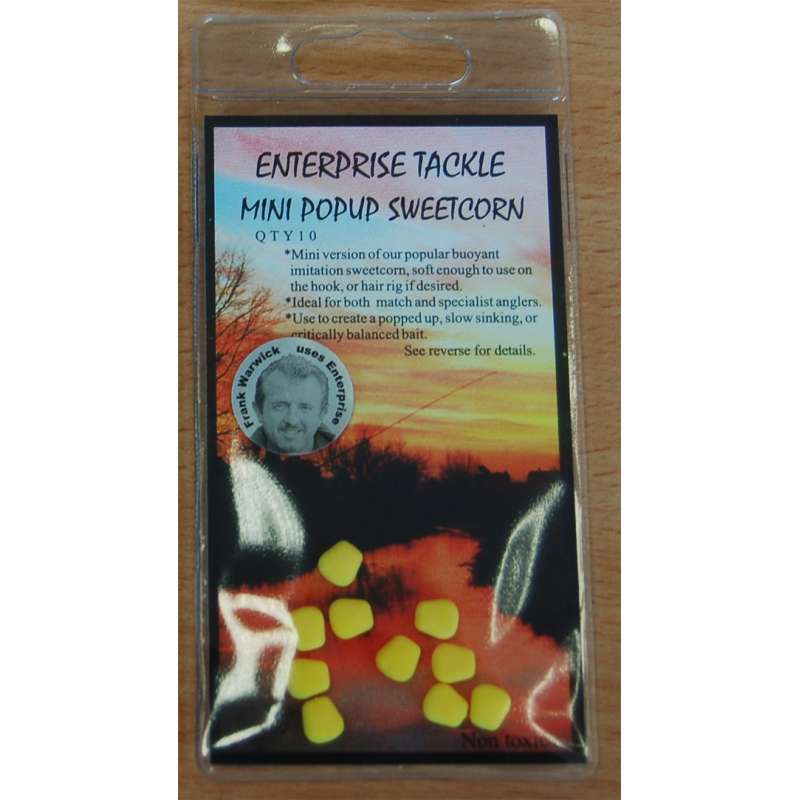 ENTERPRISE TACKLE
MINI POPUP SWEETCORN
QTY10
*Mini version of our popular buoyant
imitation sweetcorn, soft enough to use on
the hook, or hair rig if desired.
*Ideal for both match and specialist anglers.
*Use to create a popped up, slow sinking, or
critically balanced bait.
See reverse for details.
Frank Warwick uses Enterprise
Non toxic